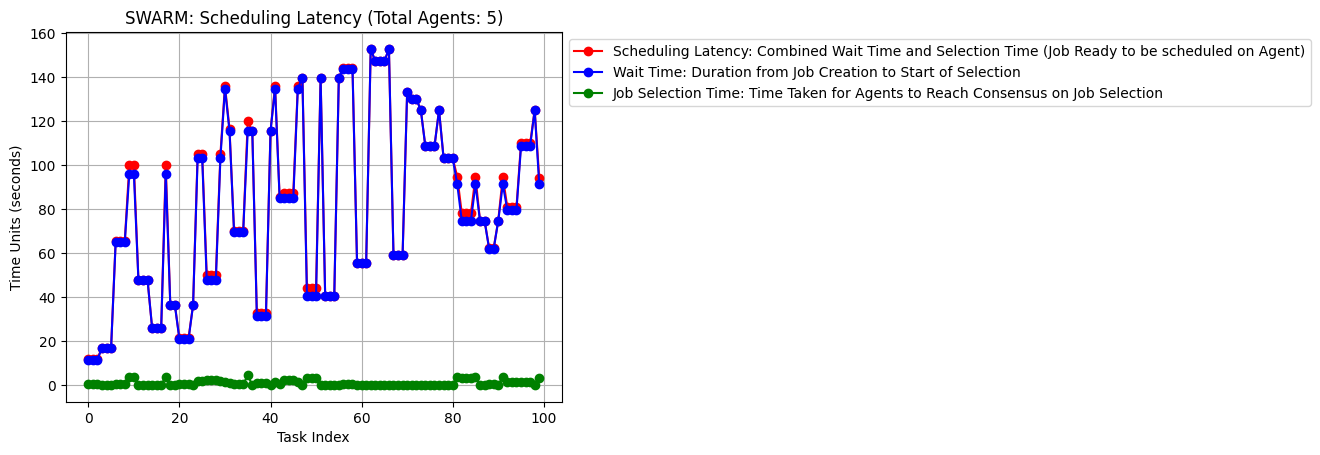 SWARM: Scheduling Latency (Total Agents: 5)
Scheduling Latency: Combined Wait Time and Selection Time (Job Ready to be scheduled on Agent)
Wait Time: Duration from Job Creation to Start of Selection
Job Selection Time: Time Taken for Agents to Reach Consensus on Job Selection
Time Units (seconds)
160
140
120
100
80
60
40
20
0
0 20 40 60 80 100
Task Index